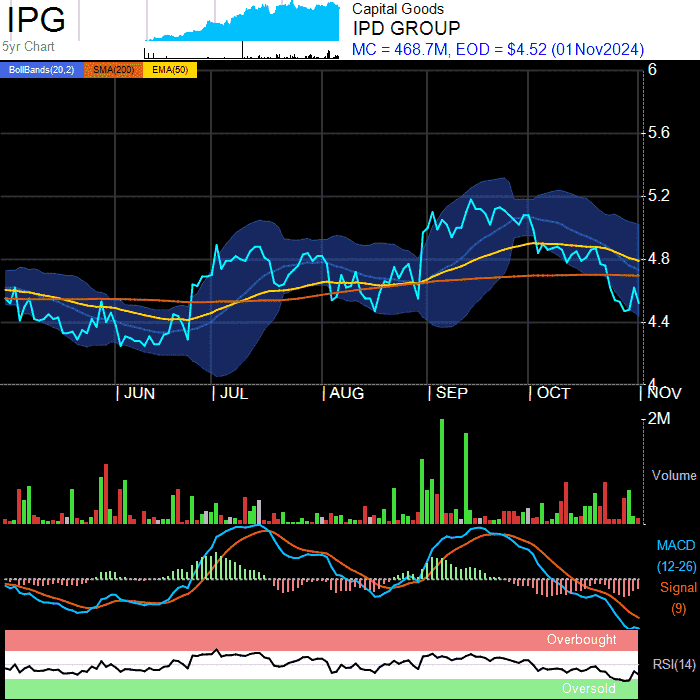 IPG
5yr Chart
Capital Goods
IPD GROUP
MC = 468.7M, EOD = $4.52 (01Nov2024)
BollBands(20,2) SMA(200) EMA(50)
6
5.6
5.2
4.8
4.4
4
JUN JUL AUG SEP OCT NOV
2M
Volume
MACD
(12-26)
Signal
(9)
Overbought
RSI(14)
Oversold